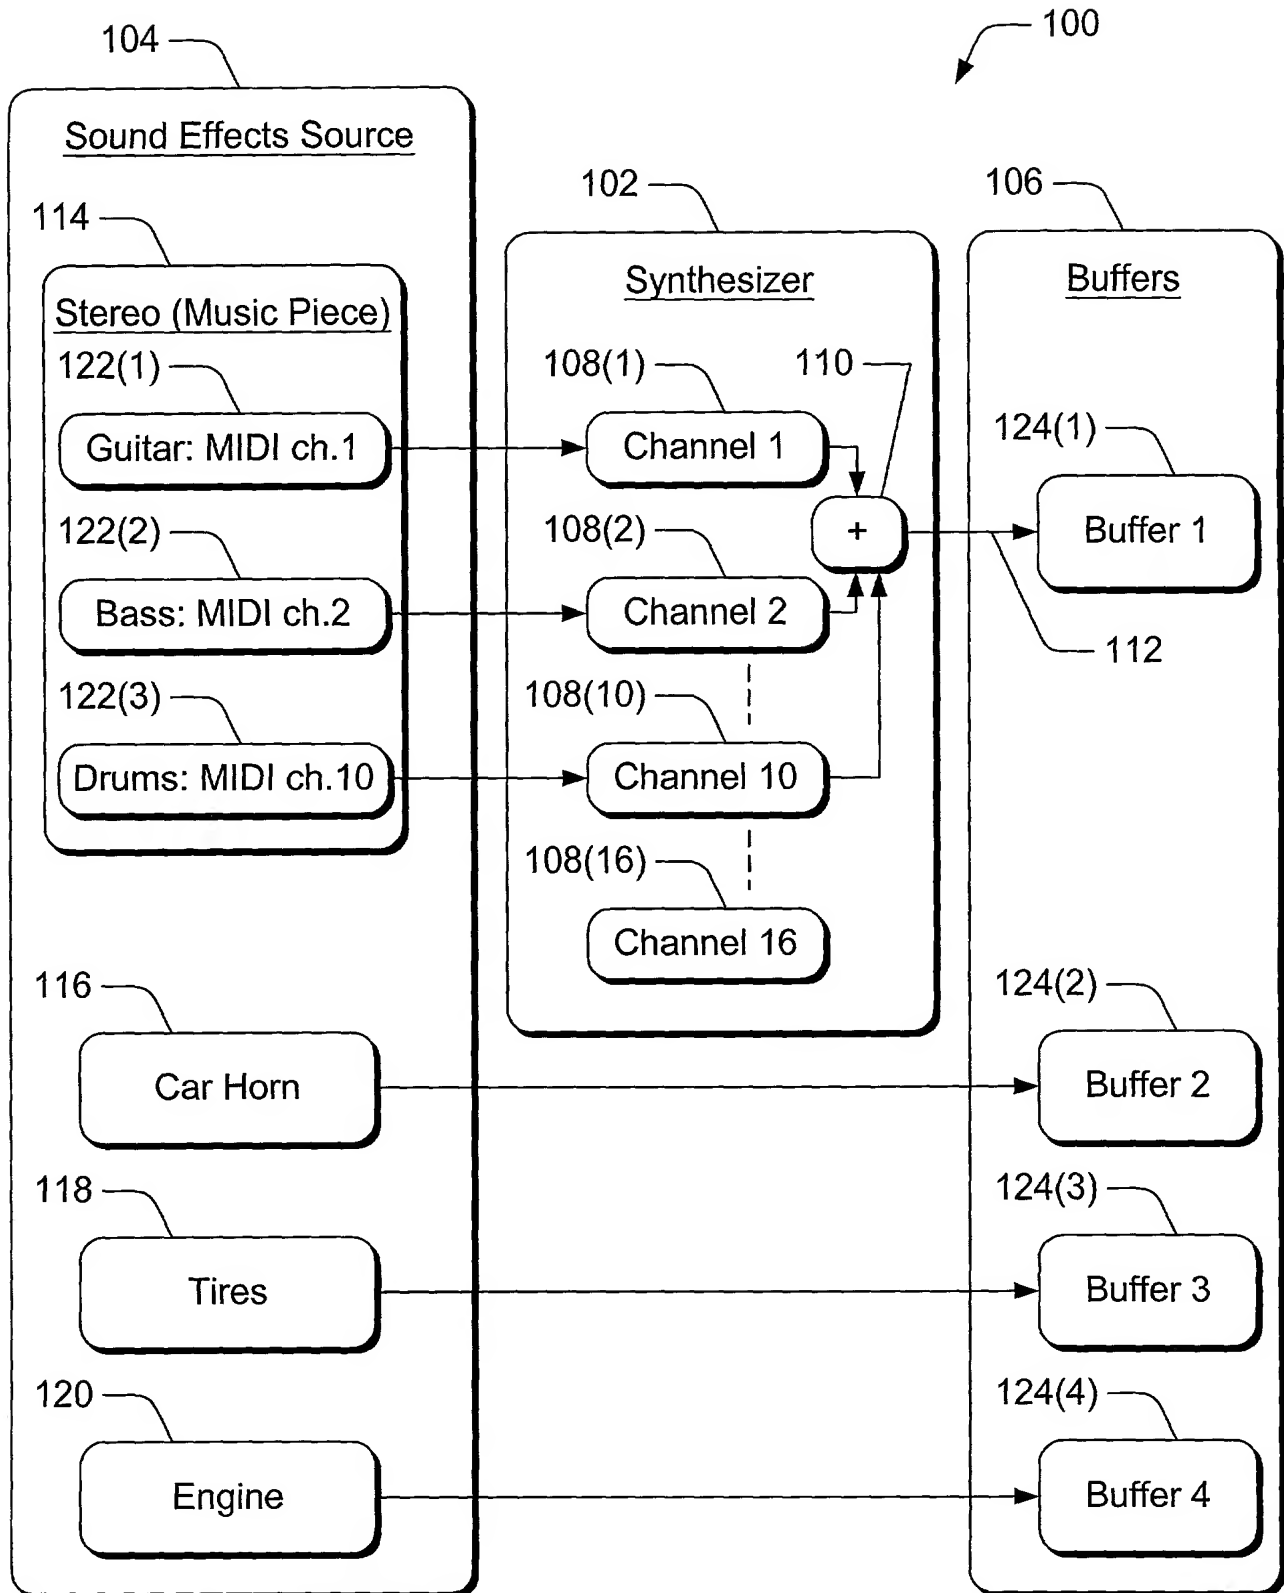 100
104
Sound Effects Source
114
Stereo (Music Piece)
122(1)
Guitar: MIDI ch.1
122(2)
Bass: MIDI ch.2
122(3)
Drums: MIDI ch.10
116
Car Horn
118
Tires
120
Engine
102
Synthesizer
108(1)
Channel 1
110
+
108(2)
Channel 2
108(10)
Channel 10
108(16)
Channel 16
112
106
Buffers
124(1)
Buffer 1
124(2)
Buffer 2
124(3)
Buffer 3
124(4)
Buffer 4